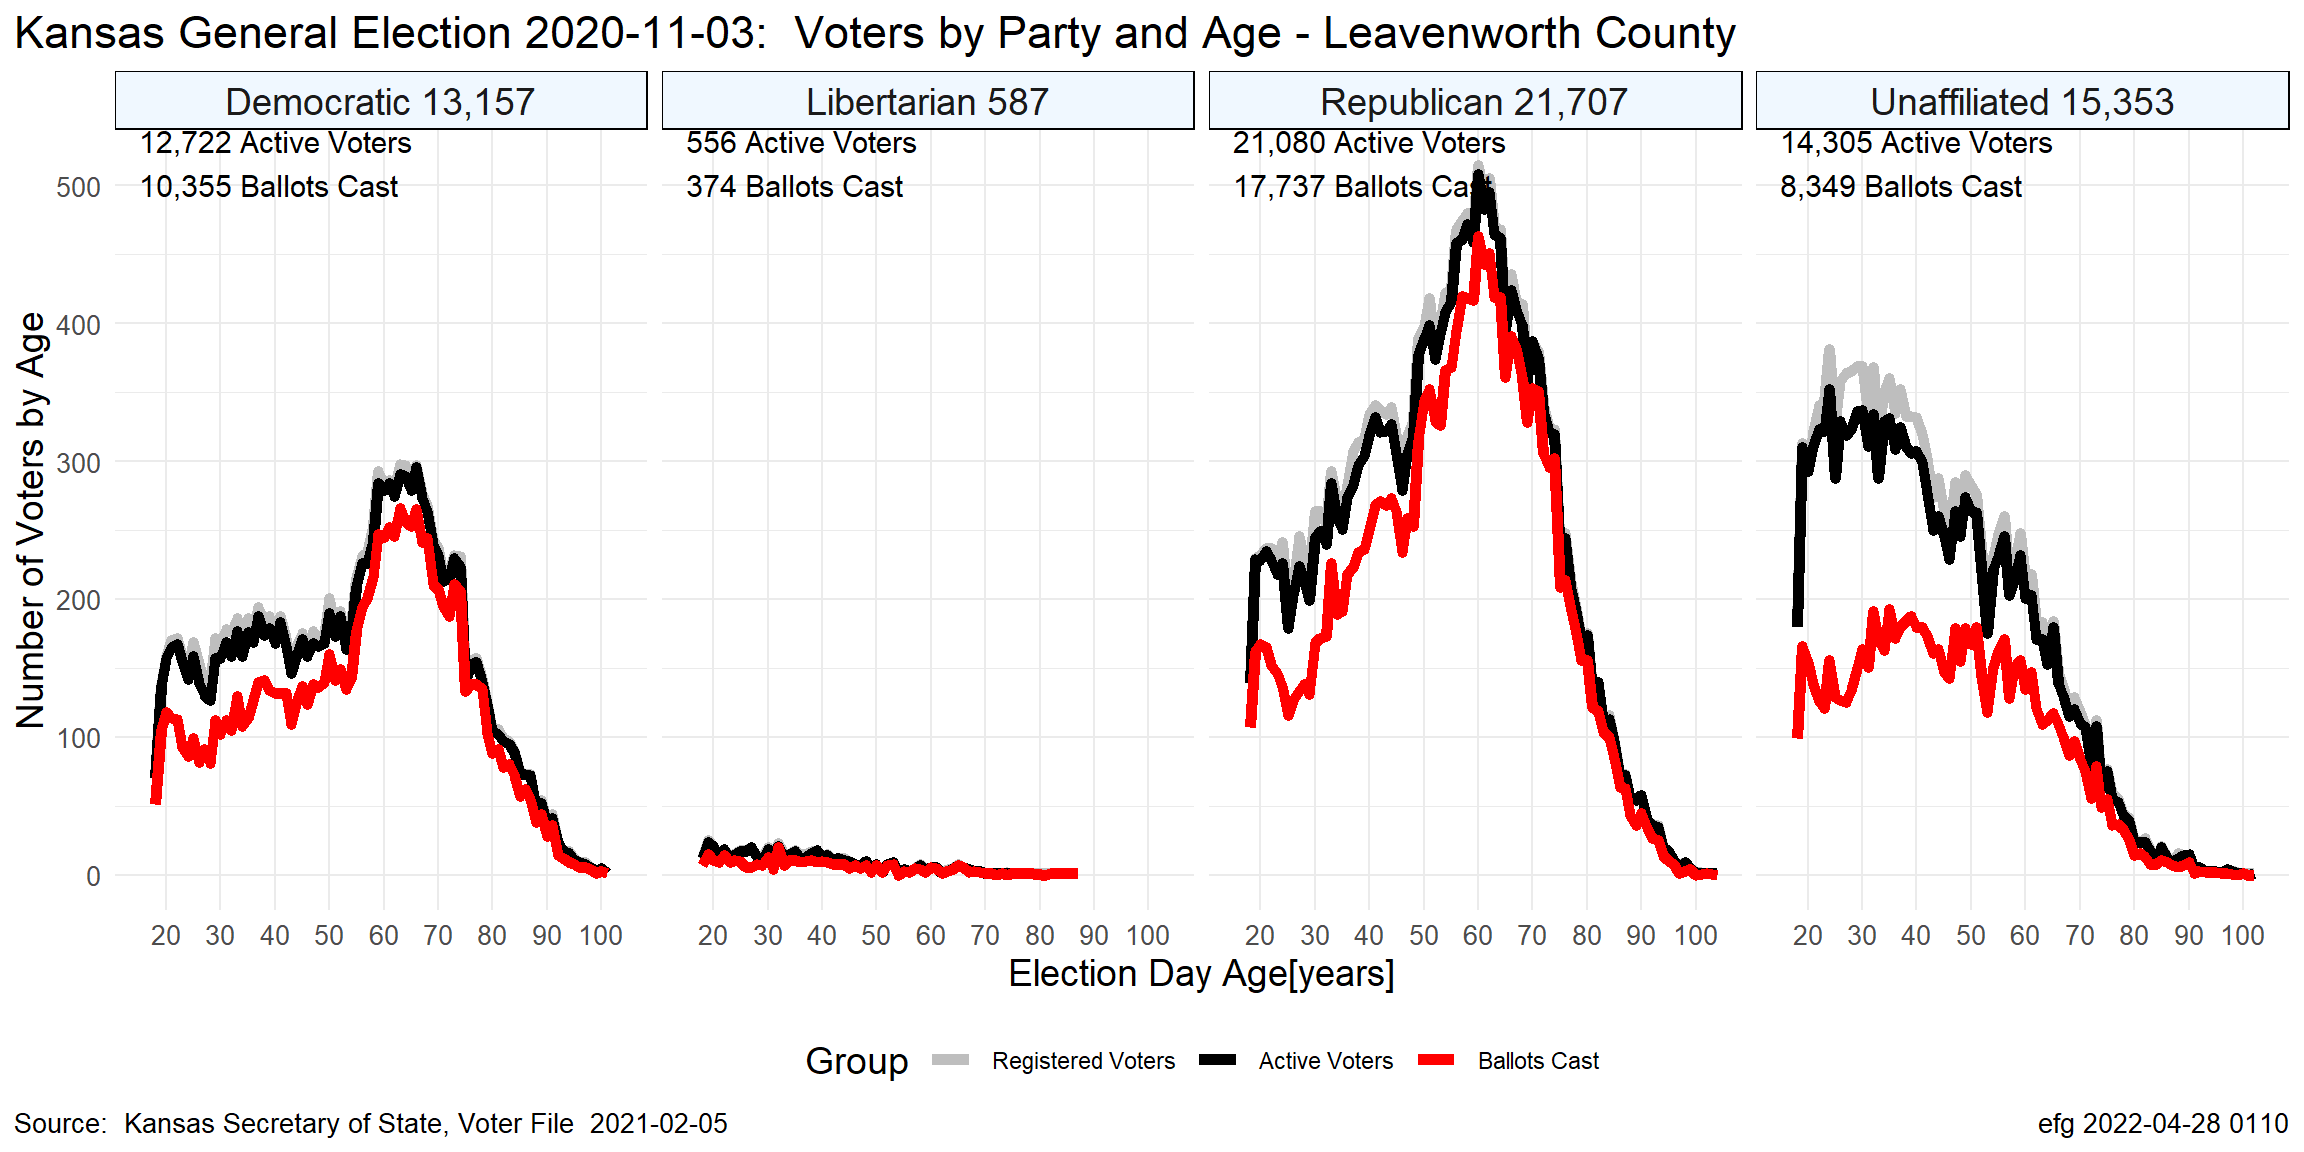 Kansas General Election 2020-11-03:  Voters by Party and Age - Leavenworth County
Democratic 13,157
Libertarian 587
Republican 21,707
Unaffiliated 15,353
12,722 Active Voters
10,355 Ballots Cast
556 Active Voters
374 Ballots Cast
21,080 Active Voters
17,737 Ballots Cast
14,305 Active Voters
8,349 Ballots Cast
Number of Voters by Age
500
400
300
200
100
0
20 30 40 50 60 70 80 90 100
20 30 40 50 60 70 80 90 100
20 30 40 50 60 70 80 90 100
20 30 40 50 60 70 80 90 100
Election Day Age[years]
Group Registered Voters Active Voters Ballots Cast
Source:  Kansas Secretary of State, Voter File  2021-02-05
efg 2022-04-28 0110